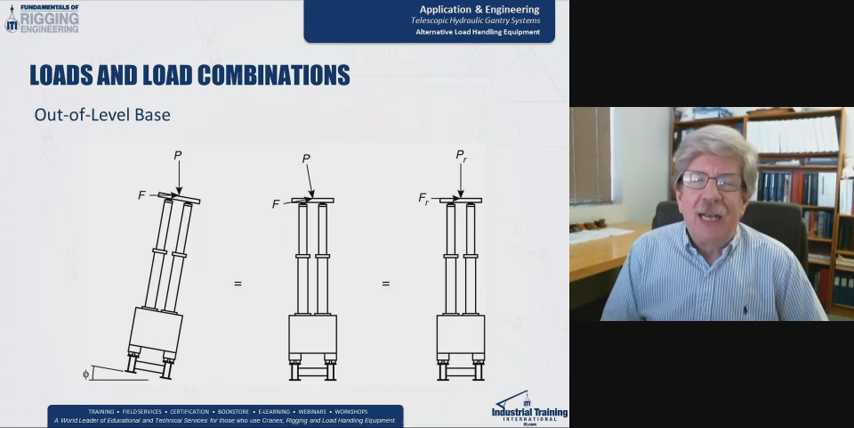 FUNDAMENTALS OF
RIGGING
ENGINEERING
ITI
Application & Engineering
Telescopic Hydraulic Gantry Systems
Alternative Load Handling Equipment
LOADS AND LOAD COMBINATIONS
Out-of-Level Base
P
F
P
F
Pr
Fr
=
=
ϕ
TRAINING • FIELD SERVICES • CERTIFICATION • BOOKSTORE • E-LEARNING • WEBINARS • WORKSHOPS
A World Leader of Educational and Technical Services for those who use Cranes, Rigging and Load Handling Equipment.
Industrial Training
INTERNATIONAL